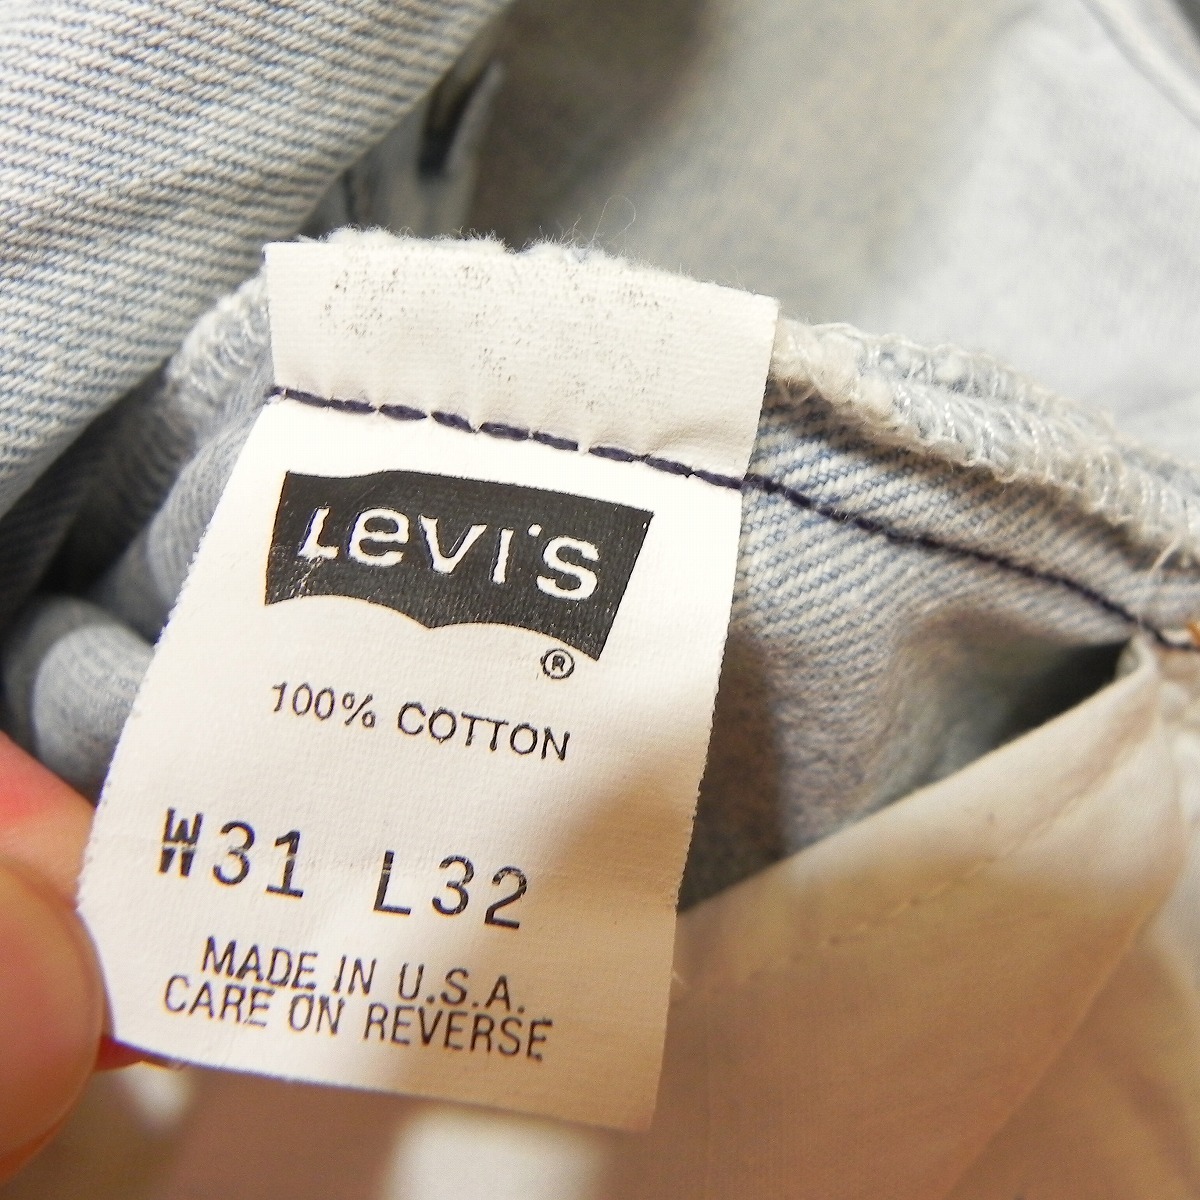 Levi's
®
100% COTTON
W31 L32
MADE IN U.S.A.
CARE ON REVERSE